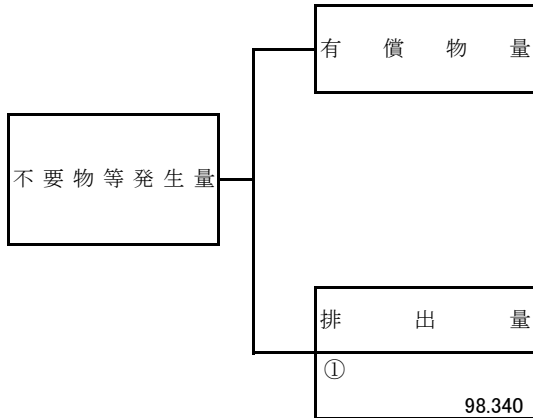 有償物量
不要物等発生量
排出量
①
98.340